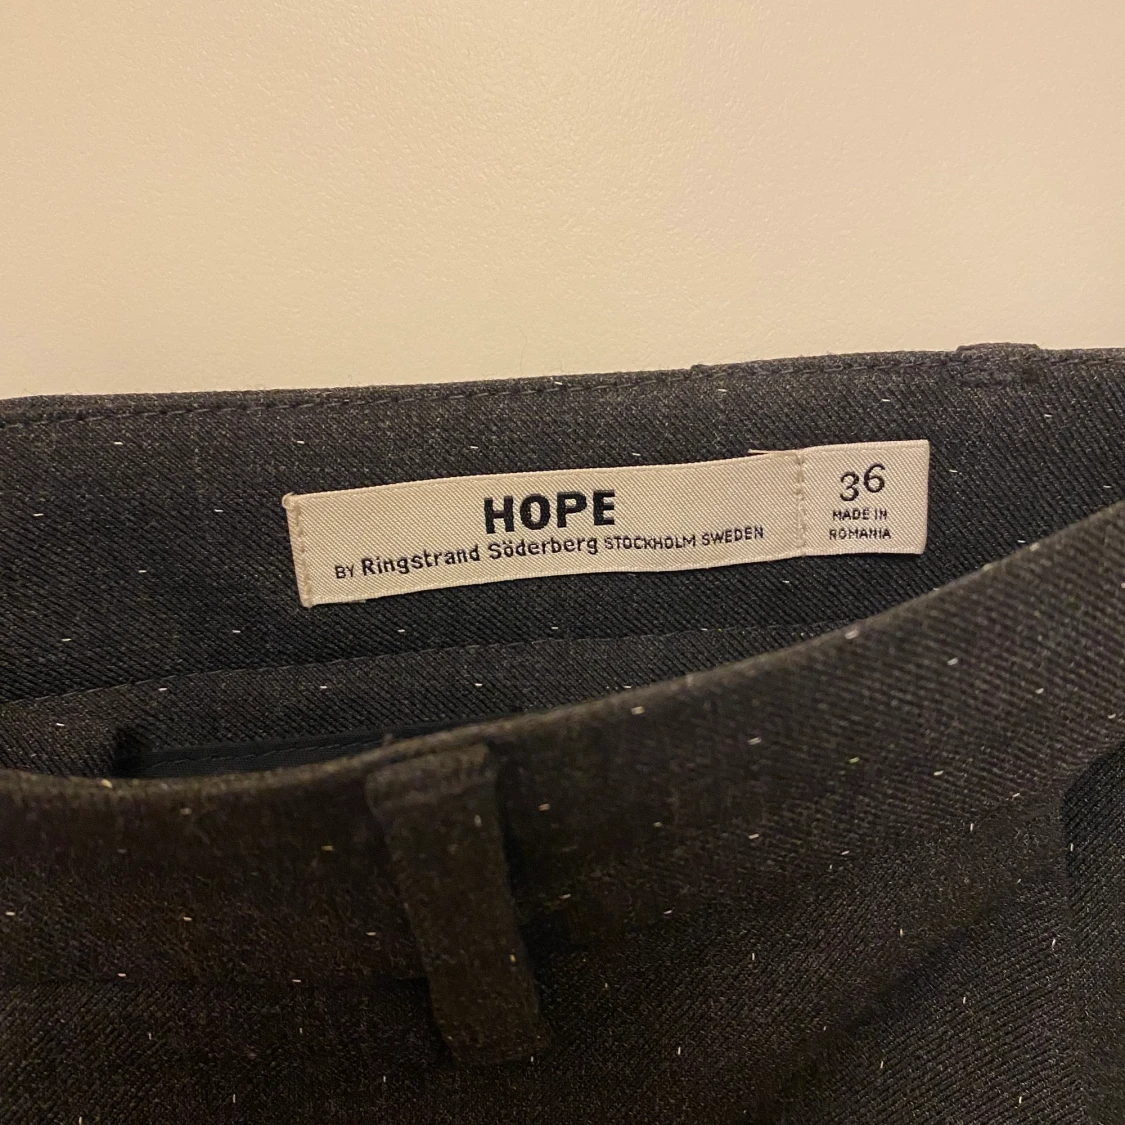 HOPE
BY Ringstrand Söderberg STOCKHOLM SWEDEN
36
MADE IN
ROMANIA